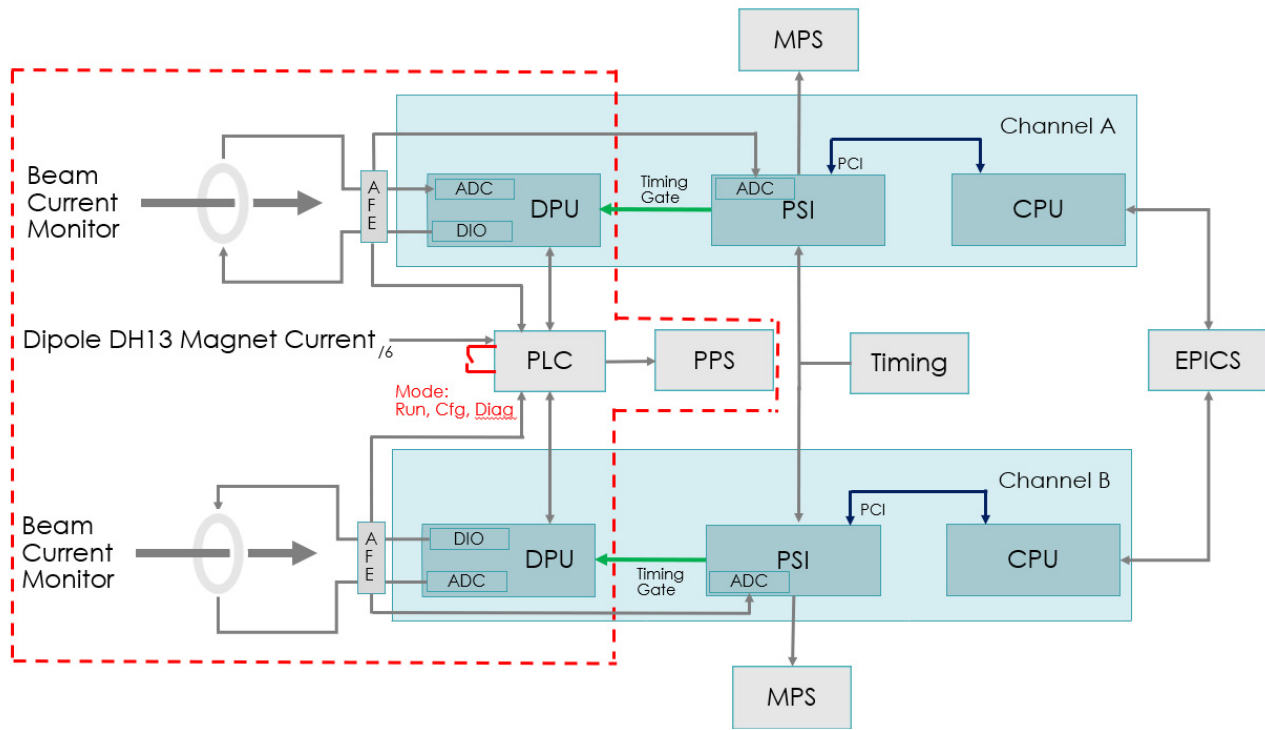 MPS
Channel A
Beam
Current
Monitor
A
F
E
ADC
DPU
DIO
Timing
Gate
ADC
PSI
PCI
CPU
Dipole DH13 Magnet Current /6
PLC
PPS
Timing
EPICS
Mode:
Run, Cfg, Diag
Channel B
Beam
Current
Monitor
A
F
E
DIO
DPU
ADC
Timing
Gate
PSI
ADC
PCI
CPU
MPS